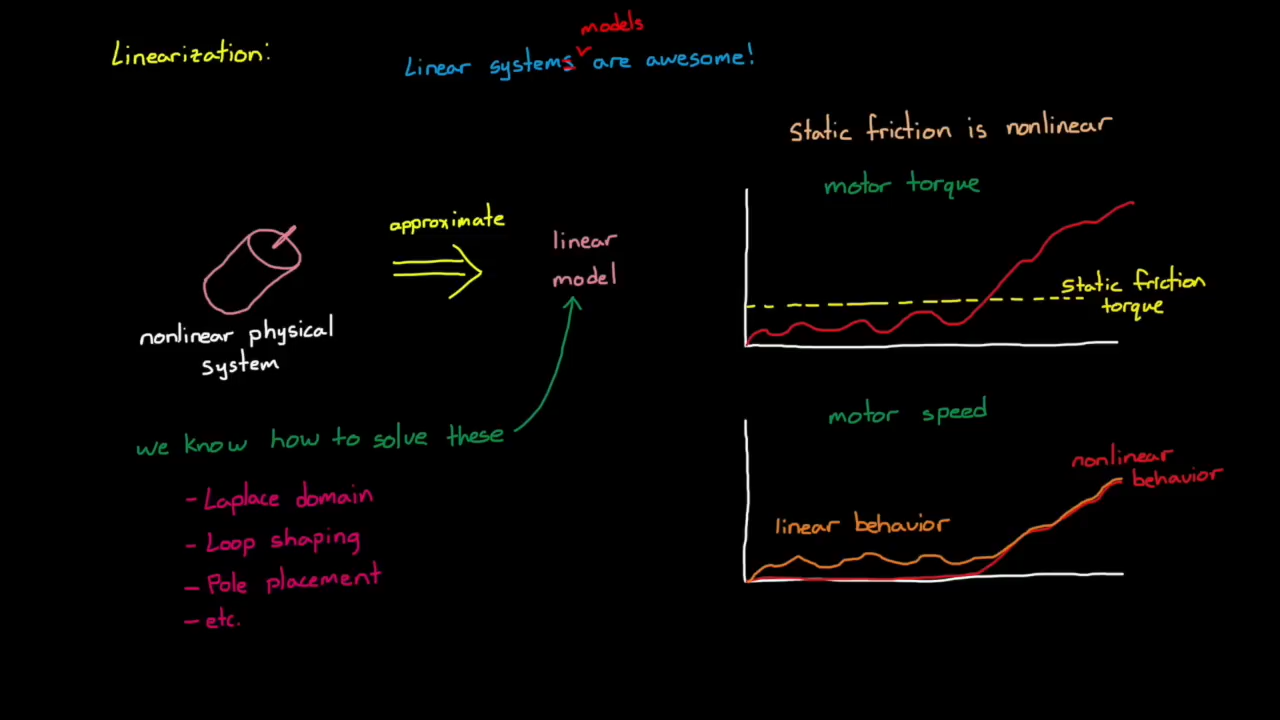 Linearization:
models
Linear systems are awesome!
Static friction is nonlinear
motor torque
approximate
linear
model
static friction
torque
nonlinear physical
system
motor speed
we know how to solve these
nonlinear
behavior
linear behavior
- Laplace domain
- Loop shaping
- Pole placement
- etc.